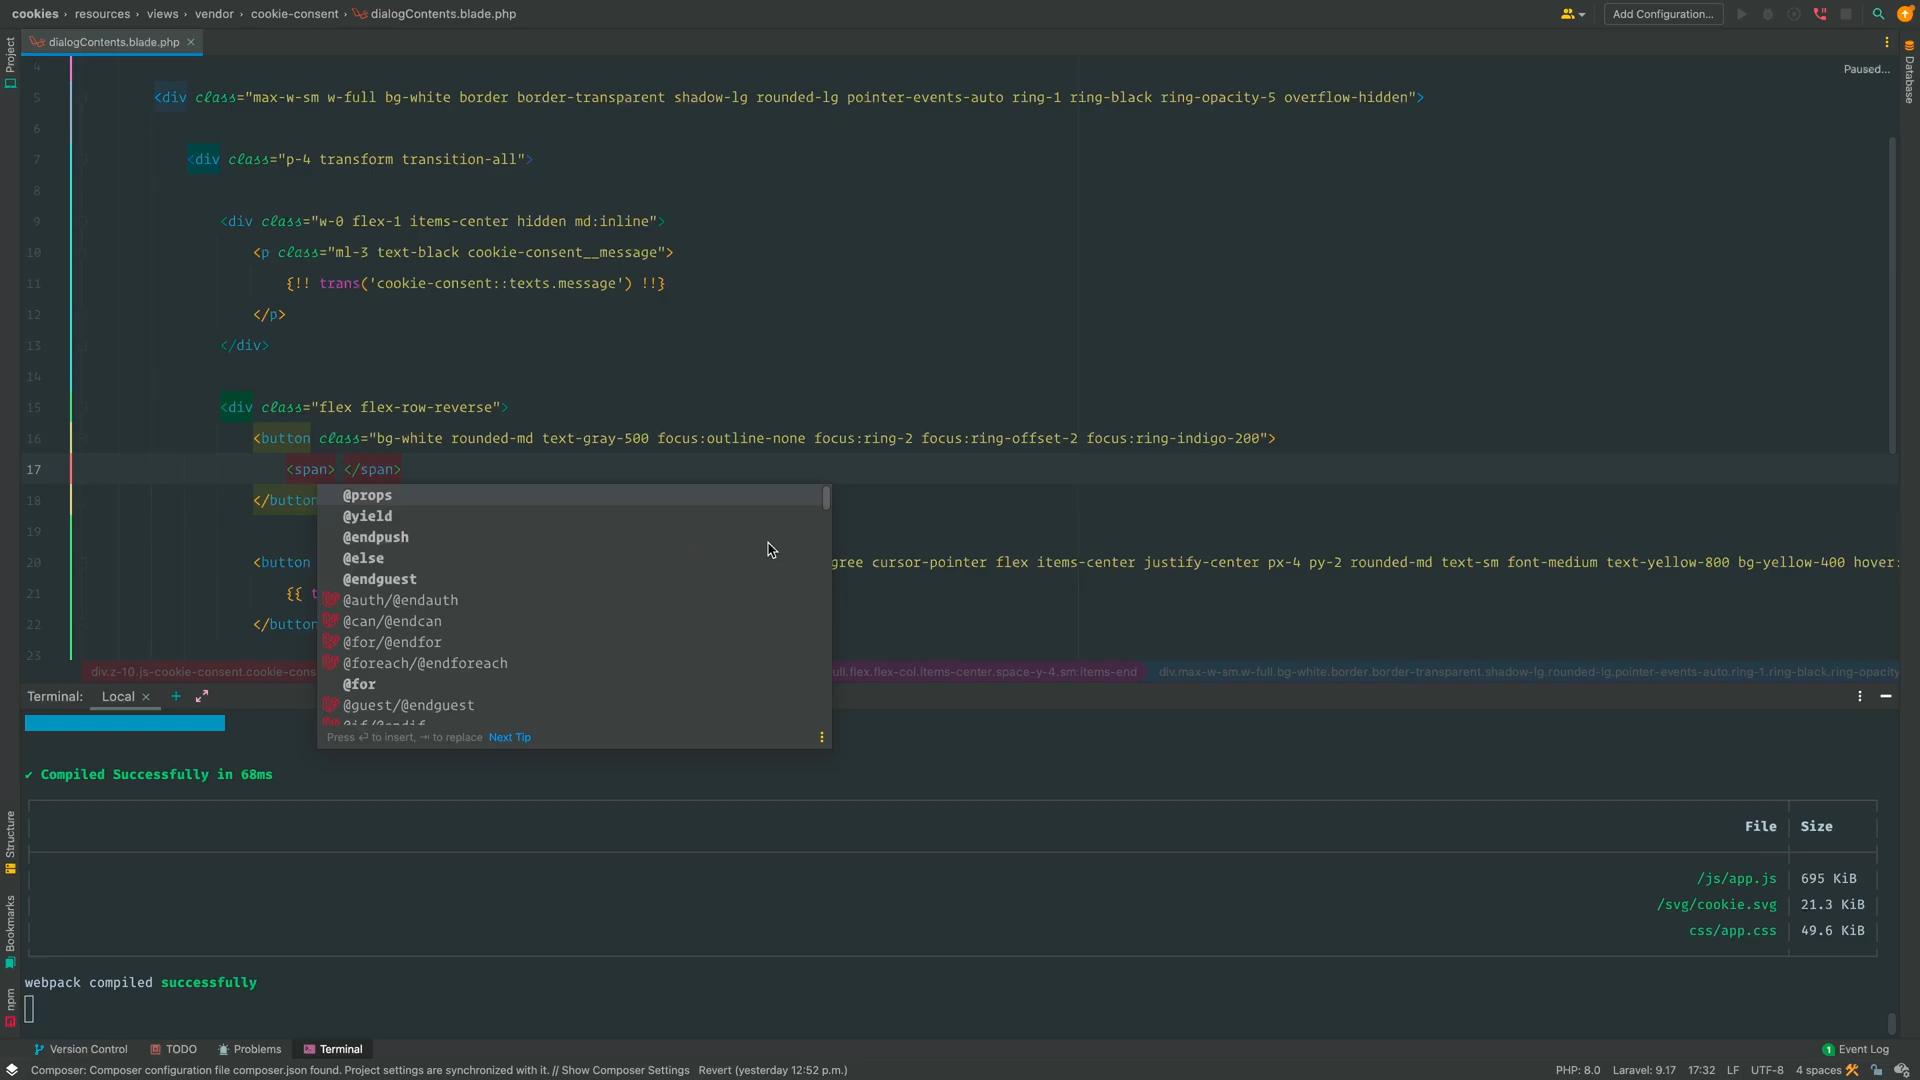 cookies › resources › views › vendor › cookie-consent › dialogContents.blade.php
Add Configuration...
Project
dialogContents.blade.php
Paused...
Database
4
5 <div class="max-w-sm w-full bg-white border border-transparent shadow-lg rounded-lg pointer-events-auto ring-1 ring-black ring-opacity-5 overflow-hidden">
6
7 <div class="p-4 transform transition-all">
8
9 <div class="w-0 flex-1 items-center hidden md:inline">
10 <p class="ml-3 text-black cookie-consent__message">
11 {!! trans('cookie-consent::texts.message') !!}
12 </p>
13 </div>
14
15 <div class="flex flex-row-reverse">
16 <button class="bg-white rounded-md text-gray-500 focus:outline-none focus:ring-2 focus:ring-offset-2 focus:ring-indigo-200">
17 <span> </span>
18 </button
19
20 <button gree cursor-pointer flex items-center justify-center px-4 py-2 rounded-md text-sm font-medium text-yellow-800 bg-yellow-400 hover:
21 {{ t
22 </button
23
@props
@yield
@endpush
@else
@endguest
@auth/@endauth
@can/@endcan
@for/@endfor
@foreach/@endforeach
@for
@guest/@endguest
@if/@endif
Press ⏎ to insert, ⇥ to replace Next Tip
div.z-10.js-cookie-consent.cookie-cons ull.flex.flex-col.items-center.space-y-4.sm:items-end div.max-w-sm.w-full.bg-white.border.border-transparent.shadow-lg.rounded-lg.pointer-events-auto.ring-1.ring-black.ring-opacity
Terminal: Local
✔ Compiled Successfully in 68ms
File Size
/js/app.js 695 KiB
/svg/cookie.svg 21.3 KiB
css/app.css 49.6 KiB
webpack compiled successfully
Structure
Bookmarks
npm
Version Control TODO Problems Terminal
1 Event Log
Composer: Composer configuration file composer.json found. Project settings are synchronized with it. // Show Composer Settings Revert (yesterday 12:52 p.m.)
PHP: 8.0 Laravel: 9.17 17:32 LF UTF-8 4 spaces